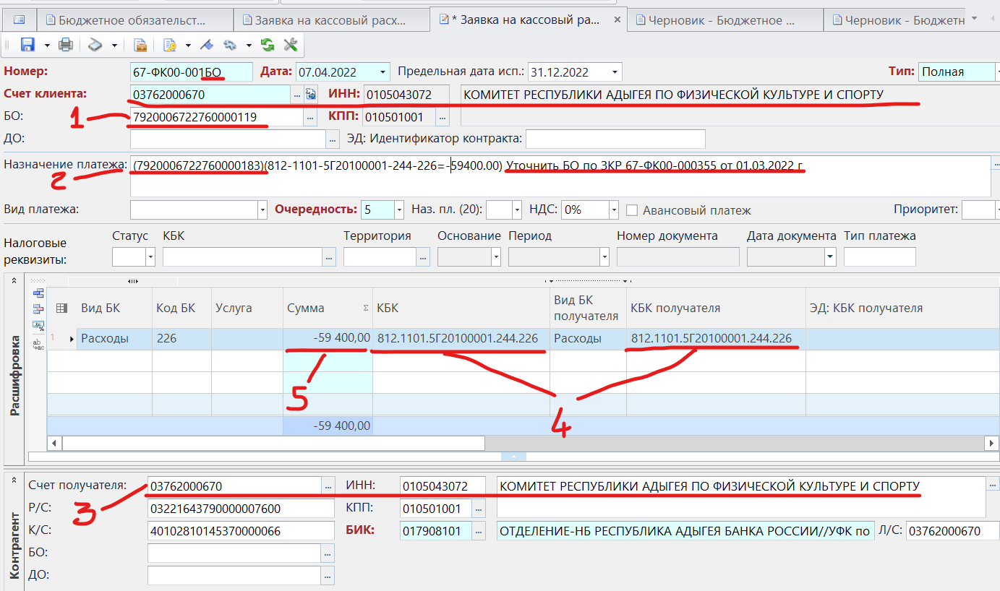 Бюджетное обязательст... Заявка на кассовый расх... * Заявка на кассовый ра... × Черновик - Бюджетное ... Черновик - Бюджетн
Номер: 67-ФК00-001БО Дата: 07.04.2022 Предельная дата исп.: 31.12.2022 Тип: Полная
Счет клиента: 03762000670 ... ИНН: 0105043072 КОМИТЕТ РЕСПУБЛИКИ АДЫГЕЯ ПО ФИЗИЧЕСКОЙ КУЛЬТУРЕ И СПОРТУ
1 БО: 7920006722760000119 ... КПП: 010501001 ...
ДО: ... ЭД: Идентификатор контракта:
2 Назначение платежа: (7920006722760000183)(812-1101-5Г20100001-244-226=-59400.00) Уточнить БО по ЗКР 67-ФК00-000355 от 01.03.2022 г ...
Вид платежа: Очередность: 5 Наз. пл. (20): НДС: 0% Авансовый платеж Приоритет:
Налоговые реквизиты: Статус КБК ... Территория ... Основание Период Номер документа Дата документа Тип платежа
Расшифровка
Вид БК Код БК Услуга Сумма Σ КБК Вид БК получателя КБК получателя ЭД: КБК получателя
1 Расходы 226 -59 400,00 812.1101.5Г20100001.244.226 Расходы 812.1101.5Г20100001.244.226
5 4
-59 400,00
Контрагент
3 Счет получателя: 03762000670 ... ИНН: 0105043072 КОМИТЕТ РЕСПУБЛИКИ АДЫГЕЯ ПО ФИЗИЧЕСКОЙ КУЛЬТУРЕ И СПОРТУ ...
Р/С: 03221643790000007600 КПП: 010501001 ...
К/С: 40102810145370000066 БИК: 017908101 ... ОТДЕЛЕНИЕ-НБ РЕСПУБЛИКА АДЫГЕЯ БАНКА РОССИИ//УФК по Л/С: 03762000670
БО: ...
ДО: ...